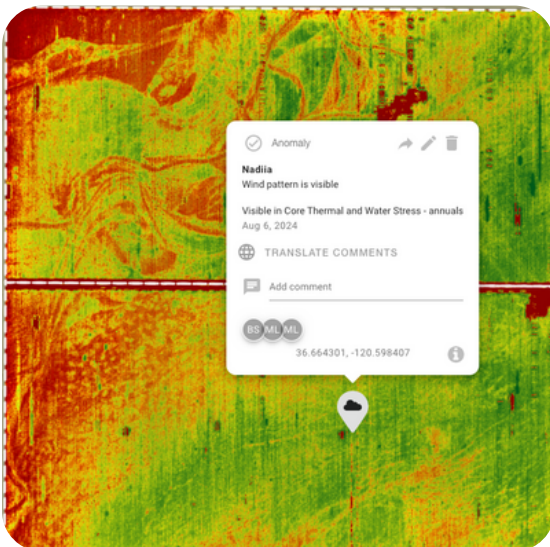 Anomaly
Nadiia
Wind pattern is visible
Visible in Core Thermal and Water Stress - annuals
Aug 6, 2024
TRANSLATE COMMENTS
Add comment
BS ML ML
36.664301, -120.598407